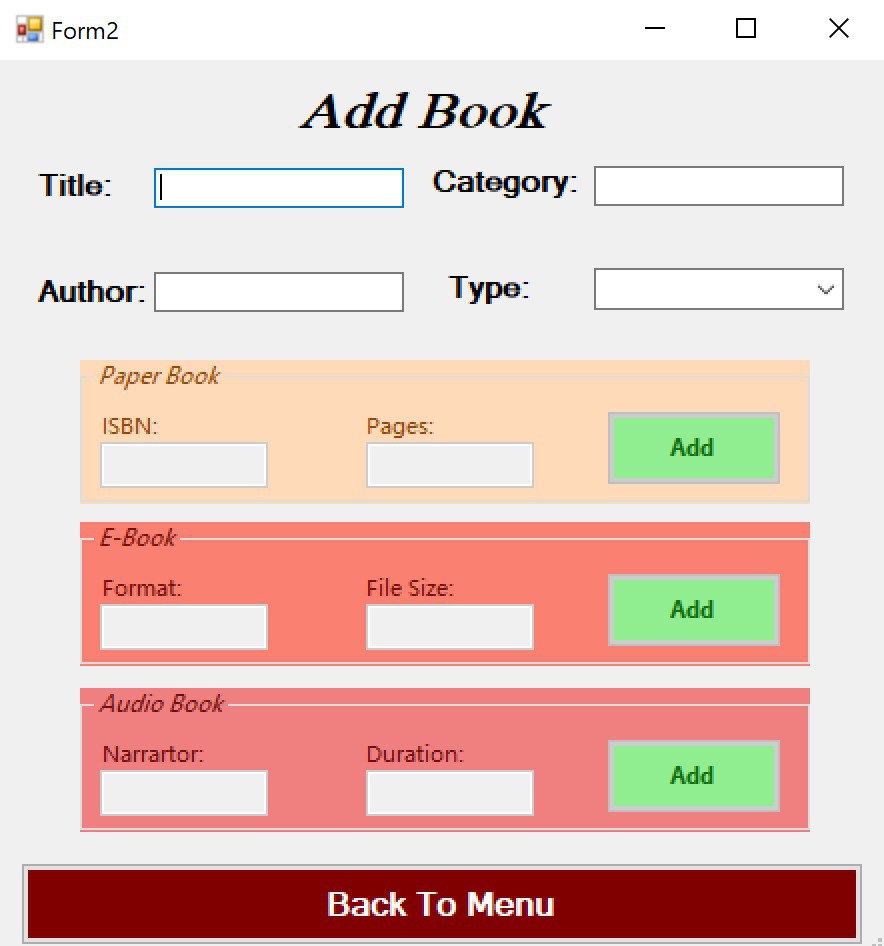 Form2
Add Book
Title:
Category:
Author:
Type:
Paper Book
ISBN:
Pages:
Add
E-Book
Format:
File Size:
Add
Audio Book
Narrartor:
Duration:
Add
Back To Menu